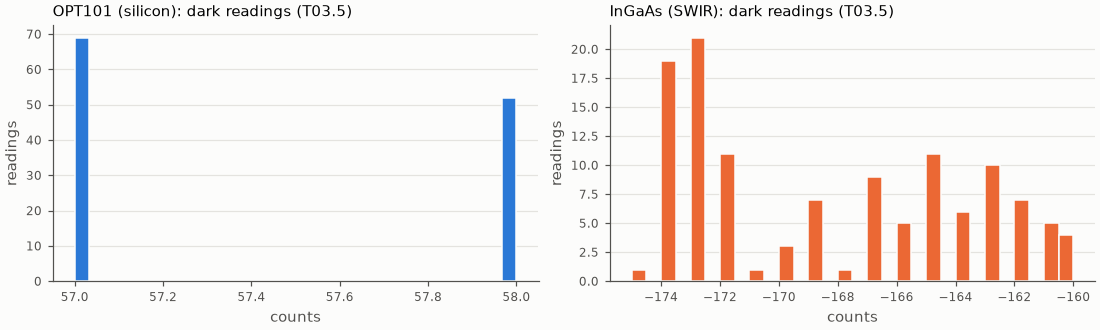 OPT101 (silicon): dark readings (T03.5)
70
60
50
40
30
20
10
0
readings
57.0 57.2 57.4 57.6 57.8 58.0
counts
InGaAs (SWIR): dark readings (T03.5)
20.0
17.5
15.0
12.5
10.0
7.5
5.0
2.5
0.0
readings
−174 −172 −170 −168 −166 −164 −162 −160
counts